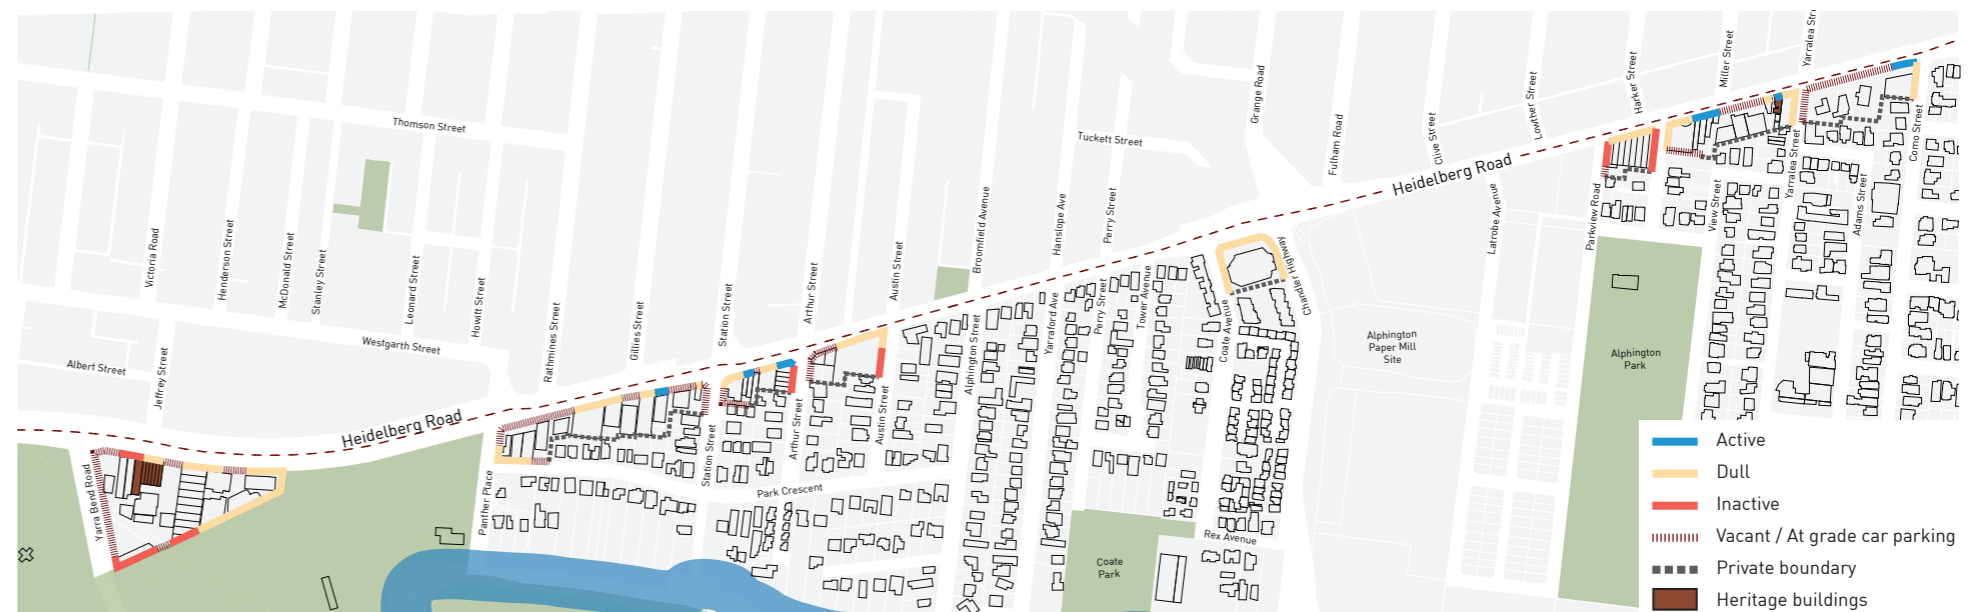 Thomson Street
Tuckett Street
Grange Road
Fulham Road
Clive Street
Lowther Street
Harker Street
Miller Street
Yarralea Stre
Victoria Road
Henderson Street
McDonald Street
Stanley Street
Leonard Street
Howitt Street
Rathmines Street
Gillies Street
Station Street
Arthur Street
Austin Street
Broomfield Avenue
Hanslope Ave
Perry Street
Heidelberg Road
Latrobe Avenue
Parkview Road
View Street
Yarralea Street
Adams Street
Como Street
Albert Street
Jeffrey Street
Westgarth Street
Heidelberg Road
Yarra Bend Road
Panther Place
Station Street
Arthur Street
Austin Street
Park Crescent
Alphington Street
Yarraford Ave
Perry Street
Tower Avenue
Coate Avenue
Chandler Highway
Chandler Highway
Alphington
Paper Mill
Site
Alphington
Park
Rex Avenue
Coate
Park
Active
Dull
Inactive
Vacant / At grade car parking
Private boundary
Heritage buildings